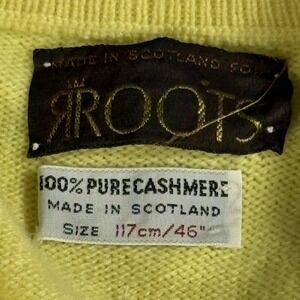 MADE IN SCOTLAND FOR
R.ROOTS
100% PURE CASHMERE
MADE IN SCOTLAND
SIZE 117cm/46"